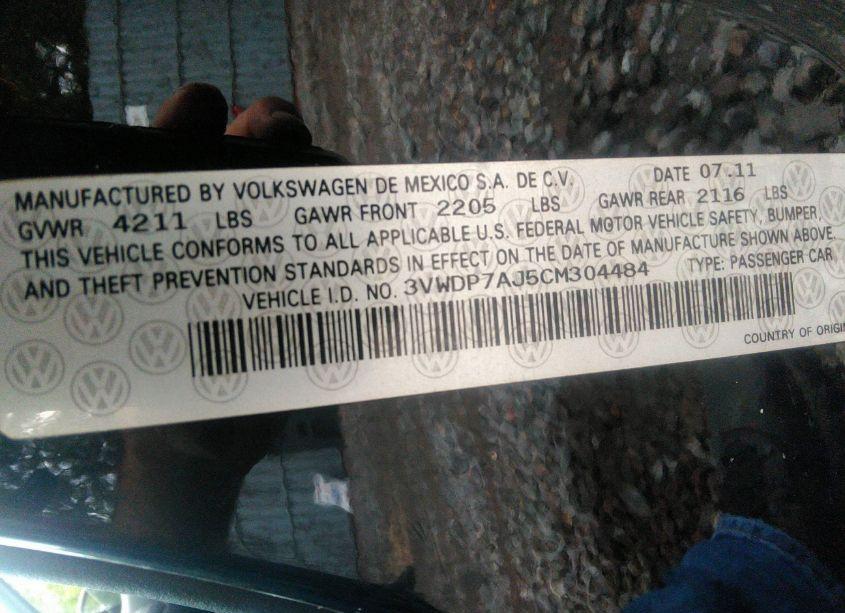 MANUFACTURED BY VOLKSWAGEN DE MEXICO S.A. DE C.V. DATE 07.11
GVWR 4211 LBS GAWR FRONT 2205 LBS GAWR REAR 2116 LBS
THIS VEHICLE CONFORMS TO ALL APPLICABLE U.S. FEDERAL MOTOR VEHICLE SAFETY, BUMPER,
AND THEFT PREVENTION STANDARDS IN EFFECT ON THE DATE OF MANUFACTURE SHOWN ABOVE
VEHICLE I.D. NO. 3VWDP7AJ5CM304484 TYPE: PASSENGER CAR
COUNTRY OF ORIGIN